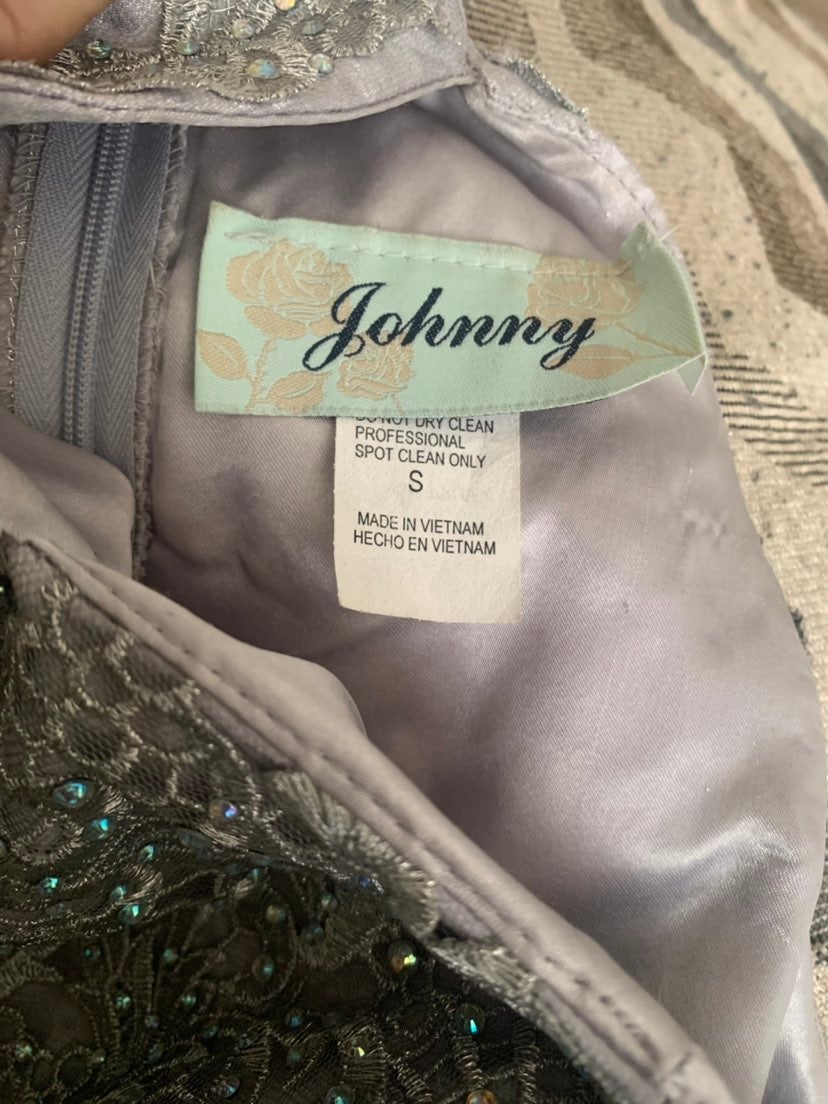 Johnny
DO NOT DRY CLEAN
PROFESSIONAL
SPOT CLEAN ONLY
S
MADE IN VIETNAM
HECHO EN VIETNAM